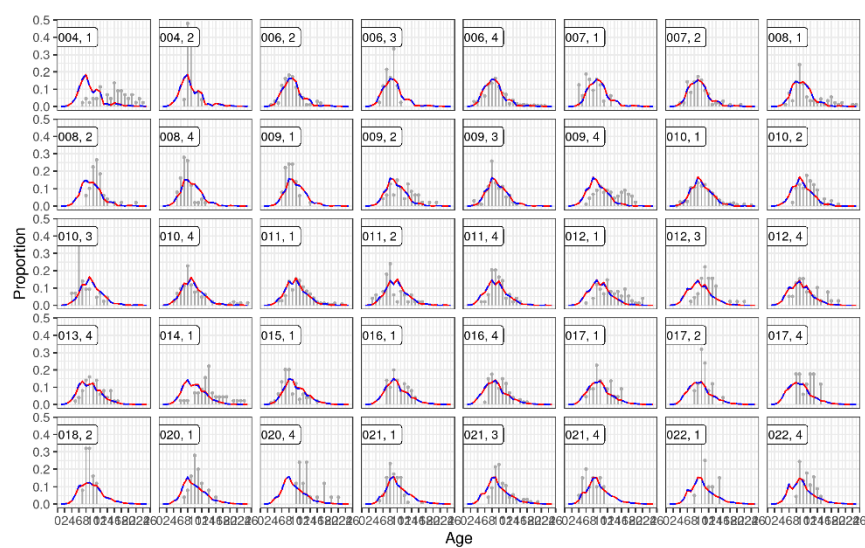 Proportion
0.5 0.4 0.3 0.2 0.1 0.0
004, 1 004, 2 006, 2 006, 3 006, 4 007, 1 007, 2 008, 1
0.5 0.4 0.3 0.2 0.1 0.0
008, 2 008, 4 009, 1 009, 2 009, 3 009, 4 010, 1 010, 2
0.5 0.4 0.3 0.2 0.1 0.0
010, 3 010, 4 011, 1 011, 2 011, 4 012, 1 012, 3 012, 4
0.5 0.4 0.3 0.2 0.1 0.0
013, 4 014, 1 015, 1 016, 1 016, 4 017, 1 017, 2 017, 4
0.5 0.4 0.3 0.2 0.1 0.0
018, 2 020, 1 020, 4 021, 1 021, 3 021, 4 022, 1 022, 4
Age